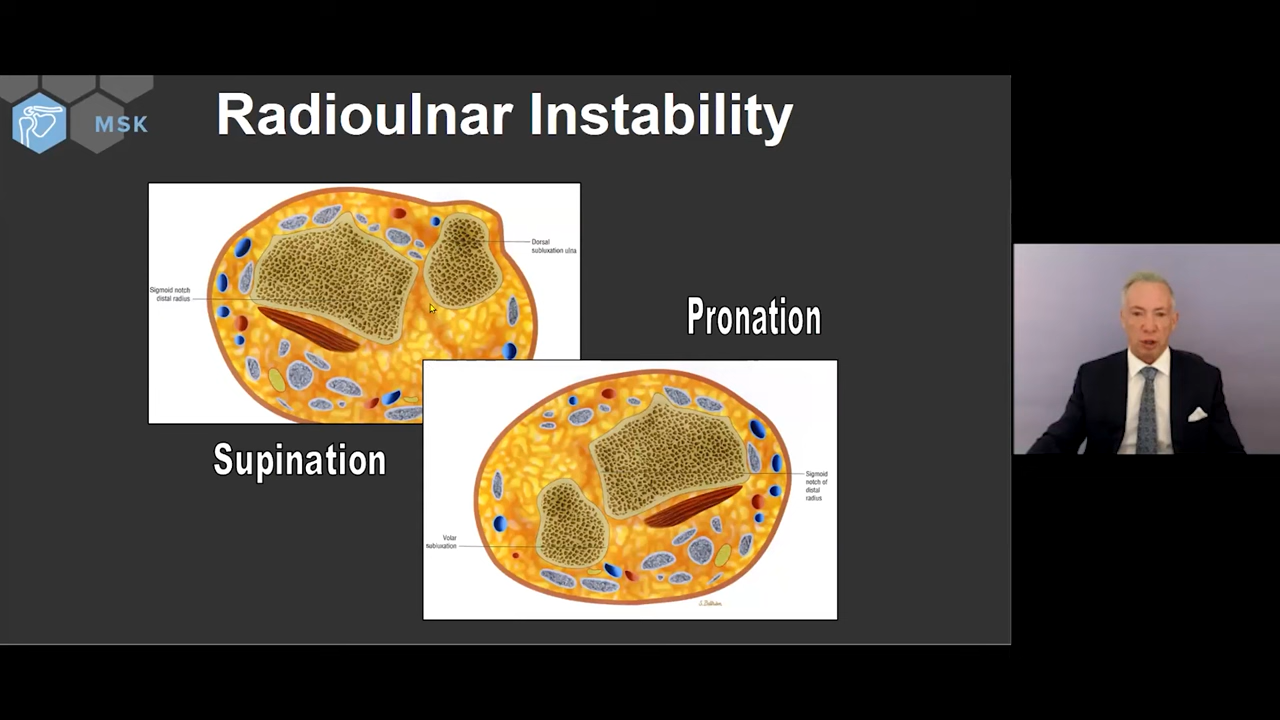 MSK
Radioulnar Instability
Dorsal
subluxation ulna
Sigmoid notch
distal radius
Supination
Pronation
Sigmoid
notch of
distal
radius
Volar
subluxation